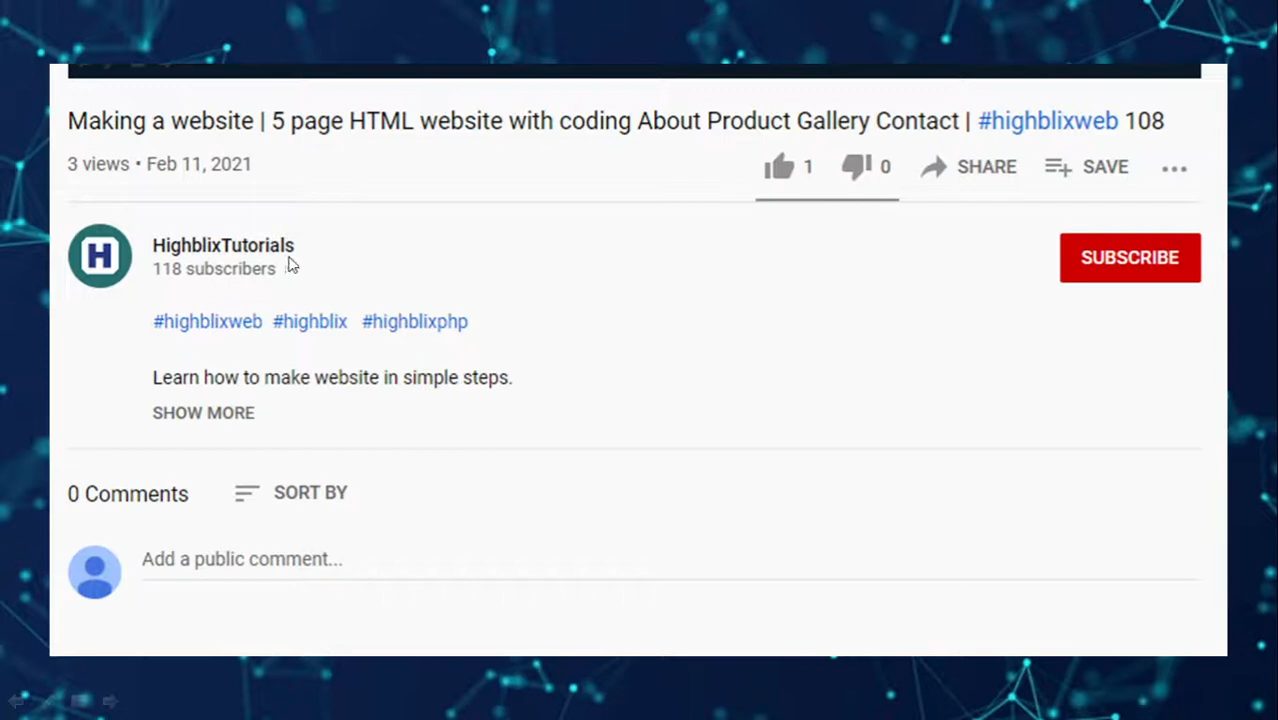 Making a website | 5 page HTML website with coding About Product Gallery Contact | #highblixweb 108
3 views • Feb 11, 2021
1 0 SHARE SAVE
H
HighblixTutorials
118 subscribers
SUBSCRIBE
#highblixweb #highblix #highblixphp
Learn how to make website in simple steps.
SHOW MORE
0 Comments SORT BY
Add a public comment...